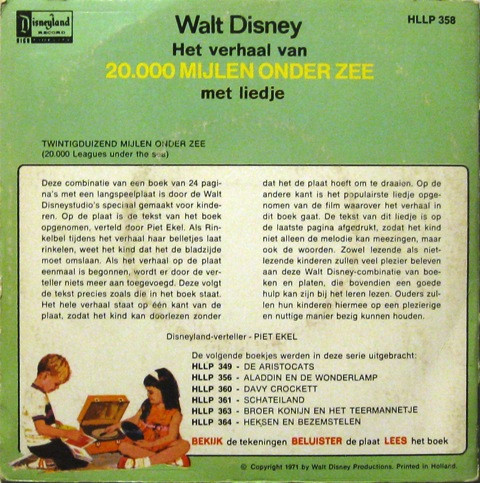 Disneyland
RECORD
Walt Disney
HLLP 358
Het verhaal van
20.000 MIJLEN ONDER ZEE
met liedje
TWINTIGDUIZEND MIJLEN ONDER ZEE
(20.000 Leagues under the sea)
Deze combinatie van een boek van 24 pagi-
na's met een langspeelplaat is door de Walt
Disneystudio's speciaal gemaakt voor kinde-
ren. Op de plaat is de tekst van het boek
opgenomen, verteld door Piet Ekel. Als Rin-
kelbel tijdens het verhaal haar belletjes laat
rinkelen, weet het kind dat het de bladzijde
moet omslaan. Als het verhaal op de plaat
eenmaal is begonnen, wordt er door de ver-
teller niets meer aan toegevoegd. Deze volgt
de tekst precies zoals die in het boek staat.
Het hele verhaal staat op één kant van de
plaat, zodat het kind kan doorlezen zonder
dat het de plaat hoeft om te draaien. Op de
andere kant is het populairste liedje opge-
nomen van de film waarover het verhaal in
dit boek gaat. De tekst van dit liedje is op
de laatste pagina afgedrukt, zodat het kind
niet alleen de melodie kan meezingen, maar
ook de woorden. Zowel lezende als niet-
lezende kinderen zullen veel plezier beleven
aan deze Walt Disney-combinatie van boe-
ken en platen, die bovendien een goede
hulp kan zijn bij het leren lezen. Ouders zul-
len hun kinderen hiermee op een plezierige
en nuttige manier bezig kunnen houden.
Disneyland-verteller - PIET EKEL
De volgende boekjes werden in deze serie uitgebracht:
HLLP 349 - DE ARISTOCATS
HLLP 356 - ALADDIN EN DE WONDERLAMP
HLLP 360 - DAVY CROCKETT
HLLP 361 - SCHATEILAND
HLLP 363 - BROER KONIJN EN HET TEERMANNETJE
HLLP 364 - HEKSEN EN BEZEMSTELEN
BEKIJK de tekeningen BELUISTER de plaat LEES het boek
© Copyright 1971 by Walt Disney Productions. Printed in Holland.